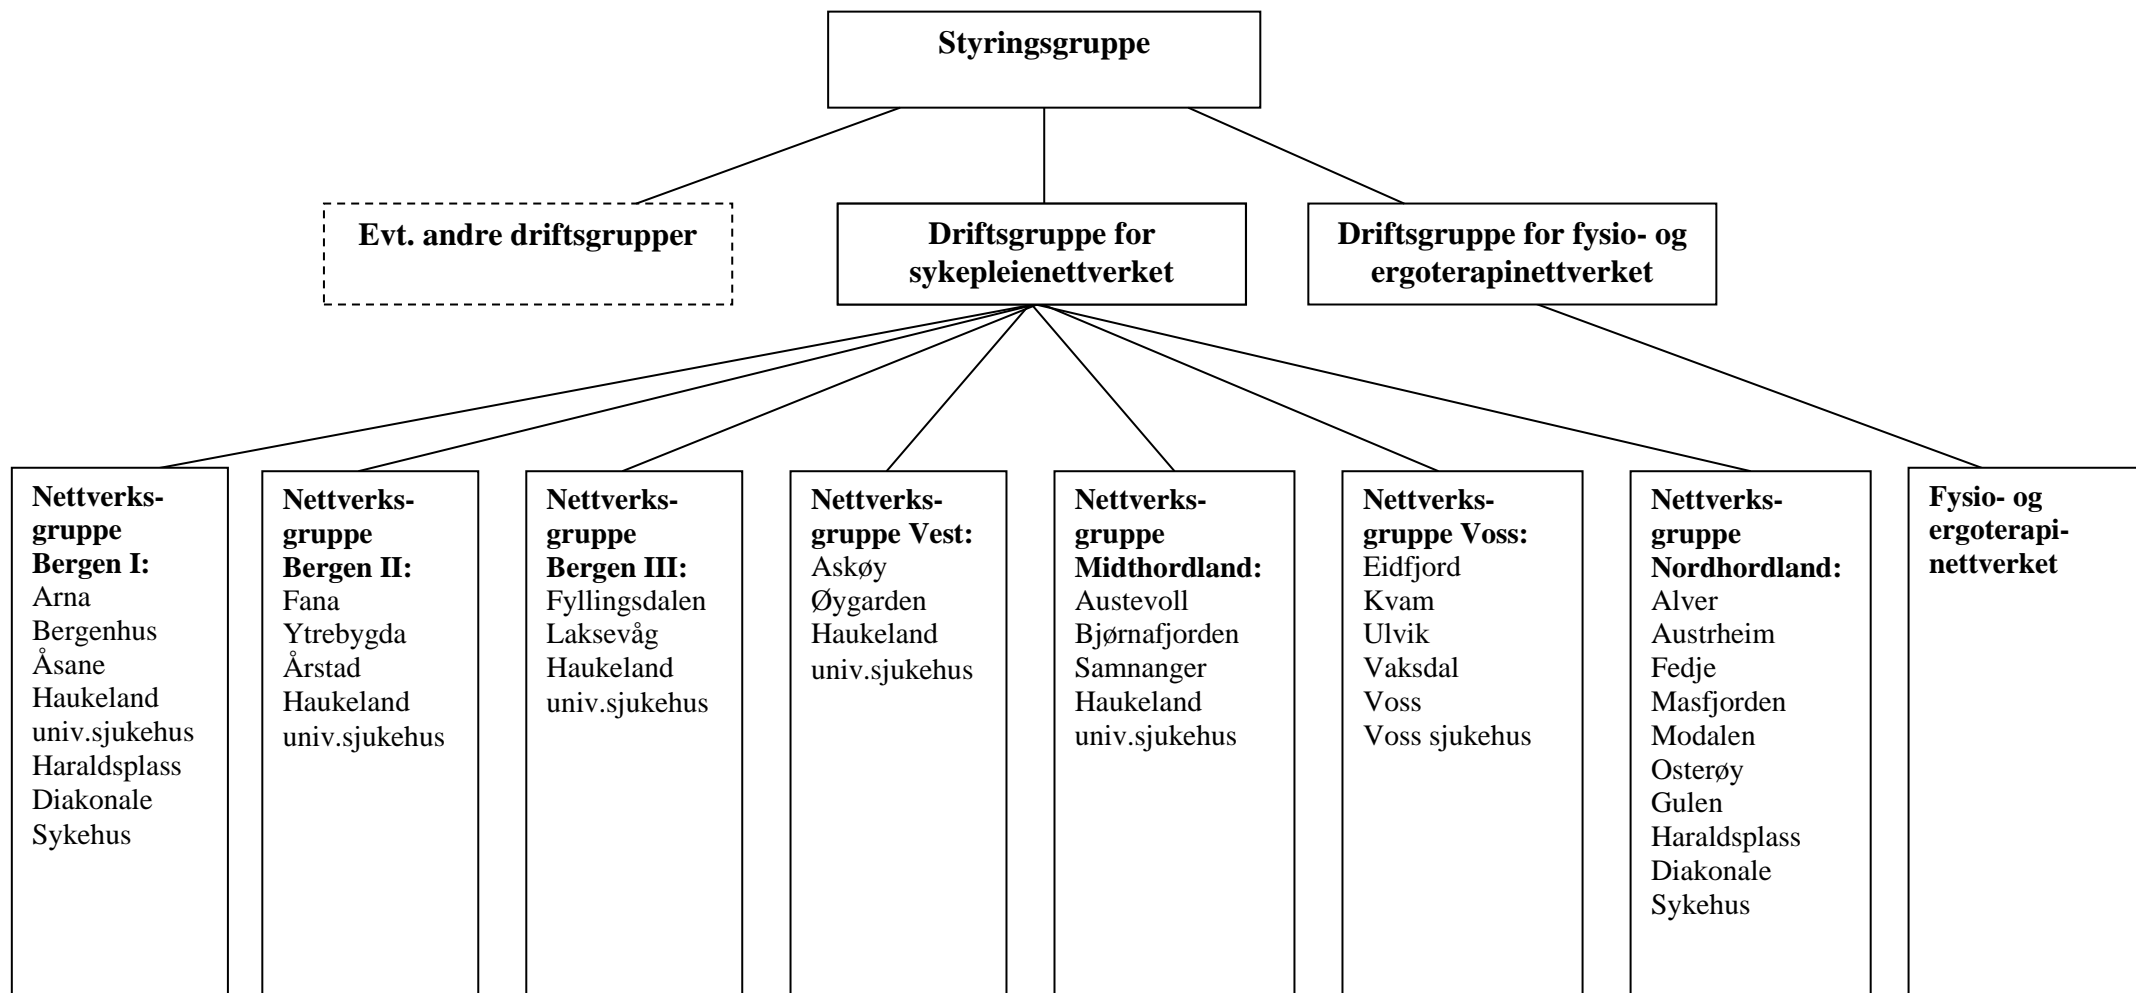 Styringsgruppe
Evt. andre driftsgrupper
Driftsgruppe for
sykepleienettverket
Driftsgruppe for fysio- og
ergoterapinettverket
Nettverks-
gruppe
Bergen I:
Arna
Bergenhus
Åsane
Haukeland
univ.sjukehus
Haraldsplass
Diakonale
Sykehus
Nettverks-
gruppe
Bergen II:
Fana
Ytrebygda
Årstad
Haukeland
univ.sjukehus
Nettverks-
gruppe
Bergen III:
Fyllingsdalen
Laksevåg
Haukeland
univ.sjukehus
Nettverks-
gruppe Vest:
Askøy
Øygarden
Haukeland
univ.sjukehus
Nettverks-
gruppe
Midthordland:
Austevoll
Bjørnafjorden
Samnanger
Haukeland
univ.sjukehus
Nettverks-
gruppe Voss:
Eidfjord
Kvam
Ulvik
Vaksdal
Voss
Voss sjukehus
Nettverks-
gruppe
Nordhordland:
Alver
Austrheim
Fedje
Masfjorden
Modalen
Osterøy
Gulen
Haraldsplass
Diakonale
Sykehus
Fysio- og
ergoterapi-
nettverket